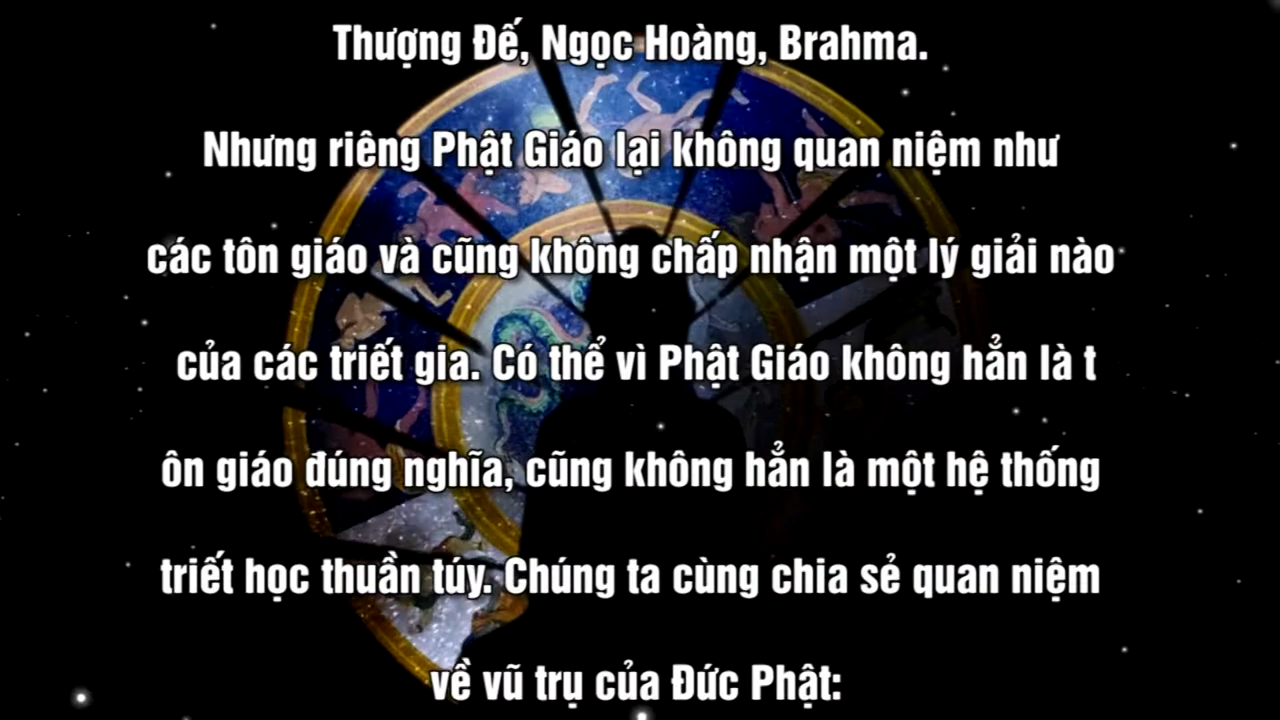 Thượng Đế, Ngọc Hoàng, Brahma.
Nhưng riêng Phật Giáo lại không quan niệm như
các tôn giáo và cũng không chấp nhận một lý giải nào
của các triết gia. Có thể vì Phật Giáo không hẳn là t
ôn giáo đúng nghĩa, cũng không hẳn là một hệ thống
triết học thuần túy. Chúng ta cùng chia sẻ quan niệm
về vũ trụ của Đức Phật: